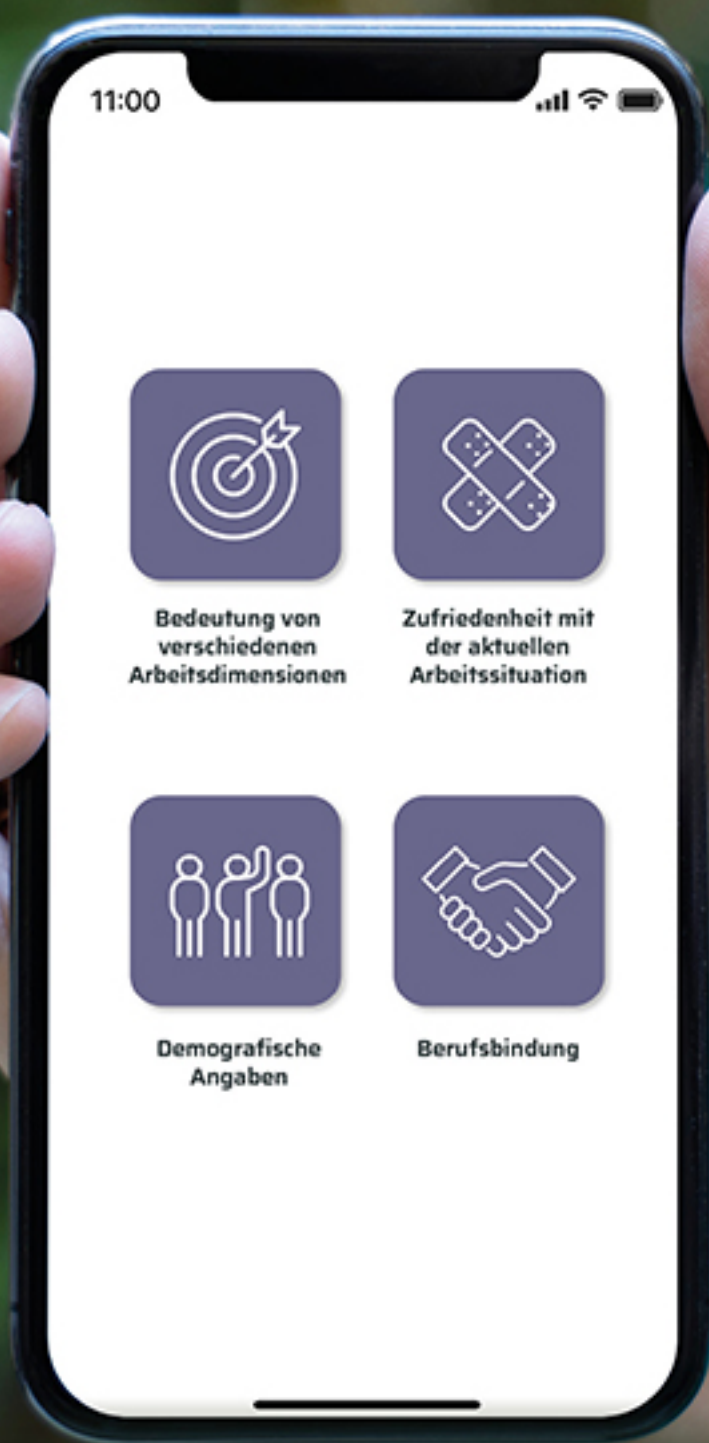 11:00
Bedeutung von
verschiedenen
Arbeitsdimensionen
Zufriedenheit mit
der aktuellen
Arbeitssituation
Demografische
Angaben
Berufsbindung